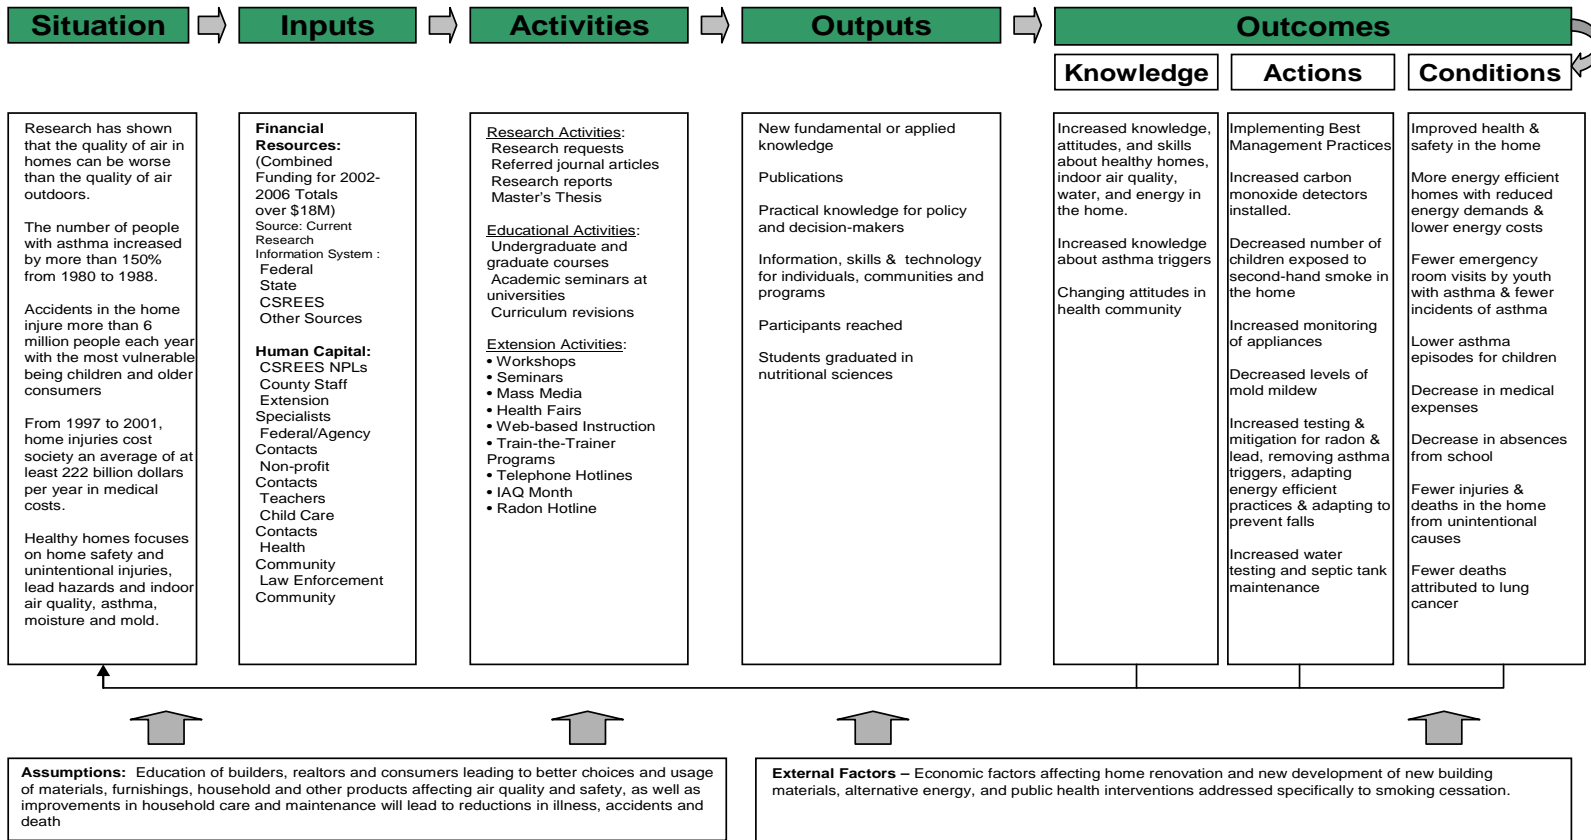 Situation
Inputs
Activities
Outputs
Outcomes
Knowledge
Actions
Conditions
Research has shown
that the quality of air in
homes can be worse
than the quality of air
outdoors.
The number of people
with asthma increased
by more than 150%
from 1980 to 1988.
Accidents in the home
injure more than 6
million people each year
with the most vulnerable
being children and older
consumers
From 1997 to 2001,
home injuries cost
society an average of at
least 222 billion dollars
per year in medical
costs.
Healthy homes focuses
on home safety and
unintentional injuries,
lead hazards and indoor
air quality, asthma,
moisture and mold.
Financial
Resources:
(Combined
Funding for 2002-
2006 Totals
over $18M)
Source: Current
Research
Information System :
Federal
State
CSREES
Other Sources
Human Capital:
CSREES NPLs
County Staff
Extension
Specialists
Federal/Agency
Contacts
Non-profit
Contacts
Teachers
Child Care
Contacts
Health
Community
Law Enforcement
Community
Research Activities:
Research requests
Referred journal articles
Research reports
Master's Thesis
Educational Activities:
Undergraduate and
graduate courses
Academic seminars at
universities
Curriculum revisions
Extension Activities:
• Workshops
• Seminars
• Mass Media
• Health Fairs
• Web-based Instruction
• Train-the-Trainer
Programs
• Telephone Hotlines
• IAQ Month
• Radon Hotline
New fundamental or applied
knowledge
Publications
Practical knowledge for policy
and decision-makers
Information, skills & technology
for individuals, communities and
programs
Participants reached
Students graduated in
nutritional sciences
Increased knowledge,
attitudes, and skills
about healthy homes,
indoor air quality,
water, and energy in
the home.
Increased knowledge
about asthma triggers
Changing attitudes in
health community
Implementing Best
Management Practices
Increased carbon
monoxide detectors
installed.
Decreased number of
children exposed to
second-hand smoke in
the home
Increased monitoring
of appliances
Decreased levels of
mold mildew
Increased testing &
mitigation for radon &
lead, removing asthma
triggers, adapting
energy efficient
practices & adapting to
prevent falls
Increased water
testing and septic tank
maintenance
Improved health &
safety in the home
More energy efficient
homes with reduced
energy demands &
lower energy costs
Fewer emergency
room visits by youth
with asthma & fewer
incidents of asthma
Lower asthma
episodes for children
Decrease in medical
expenses
Decrease in absences
from school
Fewer injuries &
deaths in the home
from unintentional
causes
Fewer deaths
attributed to lung
cancer
Assumptions: Education of builders, realtors and consumers leading to better choices and usage
of materials, furnishings, household and other products affecting air quality and safety, as well as
improvements in household care and maintenance will lead to reductions in illness, accidents and
death
External Factors – Economic factors affecting home renovation and new development of new building
materials, alternative energy, and public health interventions addressed specifically to smoking cessation.